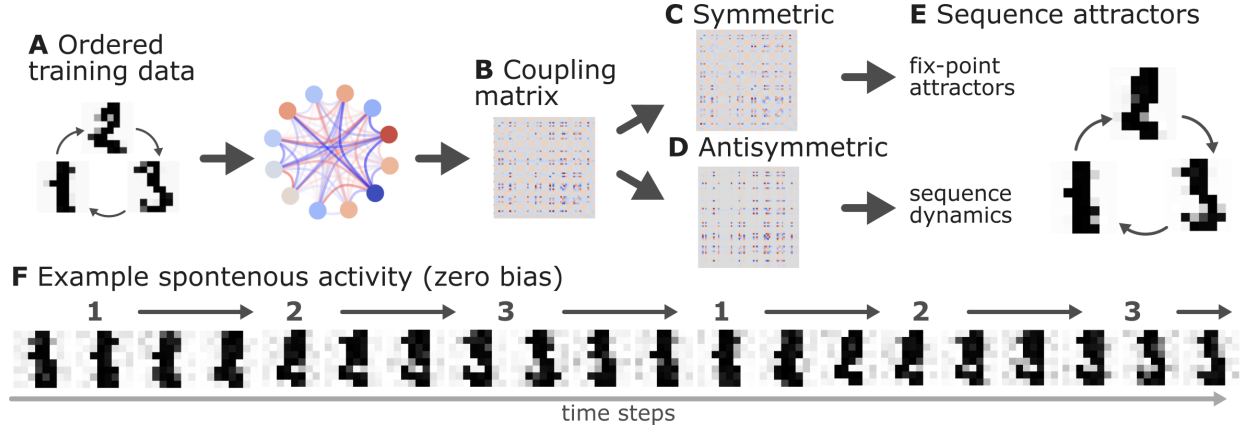 A Ordered
training data
B Coupling
matrix
C Symmetric
D Antisymmetric
E Sequence attractors
fix-point
attractors
sequence
dynamics
F Example spontenous activity (zero bias)
1 2 3 1 2 3
time steps